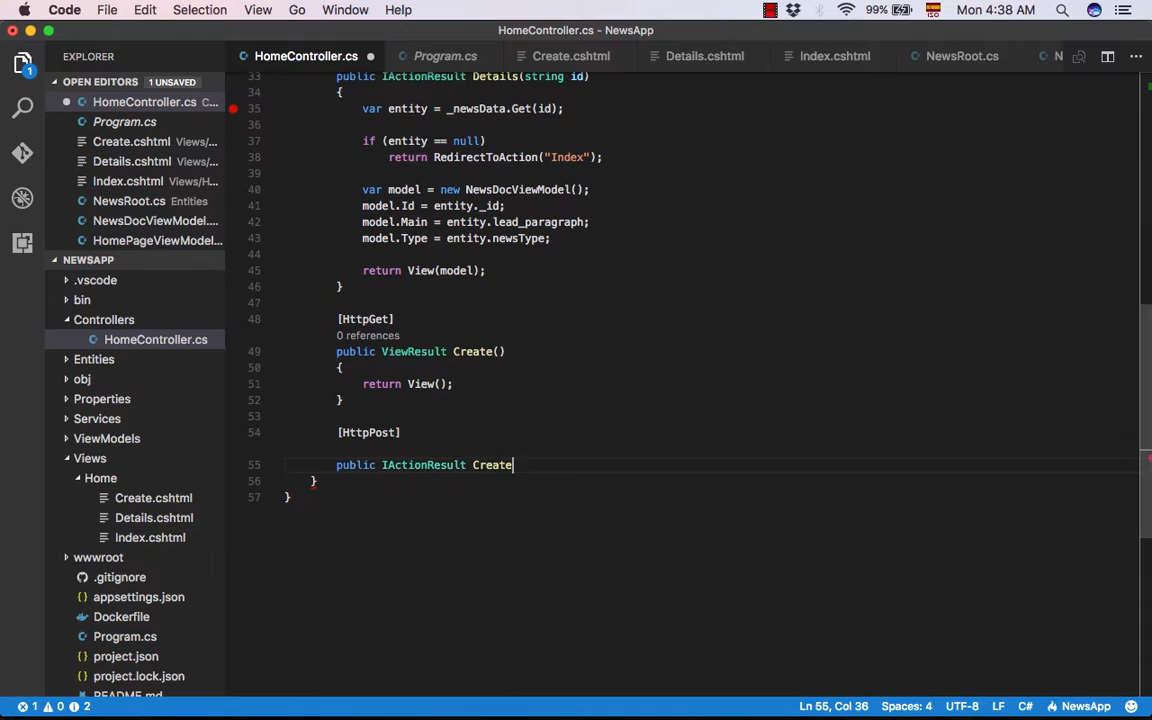 Code File Edit Selection View Go Window Help 99% ISO Mon 4:38 AM
HomeController.cs - NewsApp
EXPLORER
HomeController.cs Program.cs Create.cshtml Details.cshtml Index.cshtml NewsRoot.cs N
OPEN EDITORS 1 UNSAVED
HomeController.cs C...
Program.cs
Create.cshtml Views/...
Details.cshtml Views/...
Index.cshtml Views/H...
NewsRoot.cs Entities
NewsDocViewModel....
HomePageViewModel...
NEWSAPP
.vscode
bin
Controllers
HomeController.cs
Entities
obj
Properties
Services
ViewModels
Views
Home
Create.cshtml
Details.cshtml
Index.cshtml
wwwroot
.gitignore
appsettings.json
Dockerfile
Program.cs
project.json
project.lock.json
README.md
1
33 public IActionResult Details(string id)
34 {
35 var entity = _newsData.Get(id);
36
37 if (entity == null)
38 return RedirectToAction("Index");
39
40 var model = new NewsDocViewModel();
41 model.Id = entity._id;
42 model.Main = entity.lead_paragraph;
43 model.Type = entity.newsType;
44
45 return View(model);
46 }
47
48 [HttpGet]
0 references
49 public ViewResult Create()
50 {
51 return View();
52 }
53
54 [HttpPost]
55 public IActionResult Create
56 }
57 }
1 0 2 Ln 55, Col 36 Spaces: 4 UTF-8 LF C# NewsApp